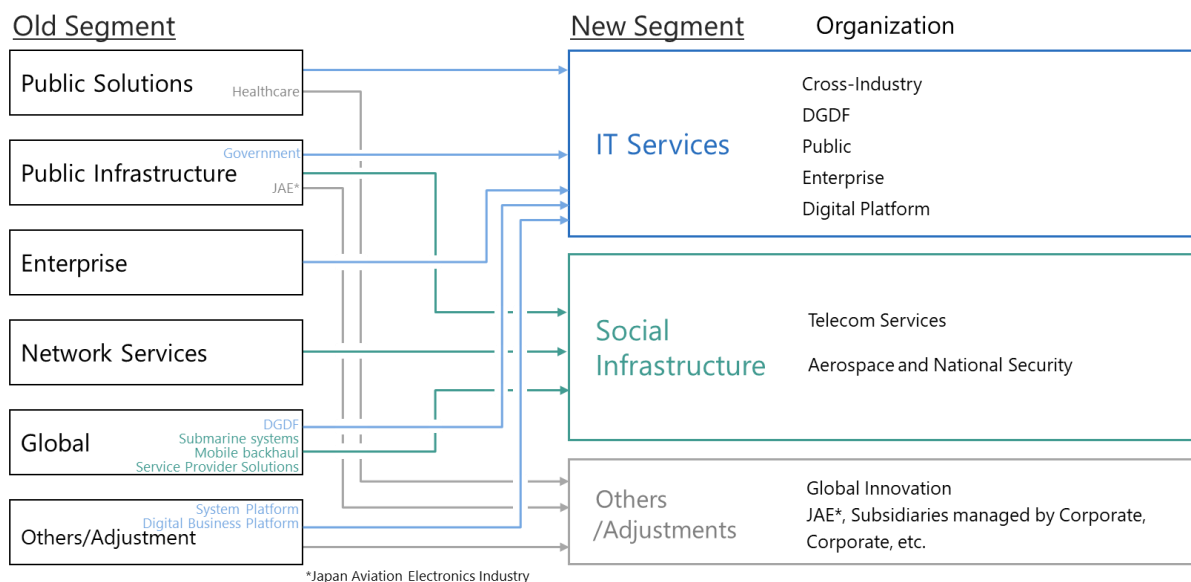 Old Segment
New Segment
Organization
Public Solutions
Healthcare
Government
Public Infrastructure
JAE*
Enterprise
Network Services
Global
DGDF
Submarine systems
Mobile backhaul
Service Provider Solutions
System Platform
Digital Business Platform
Others/Adjustment
IT Services
Cross-Industry
DGDF
Public
Enterprise
Digital Platform
Social
Infrastructure
Telecom Services
Aerospace and National Security
Others
/Adjustments
Global Innovation
JAE*, Subsidiaries managed by Corporate,
Corporate, etc.
*Japan Aviation Electronics Industry